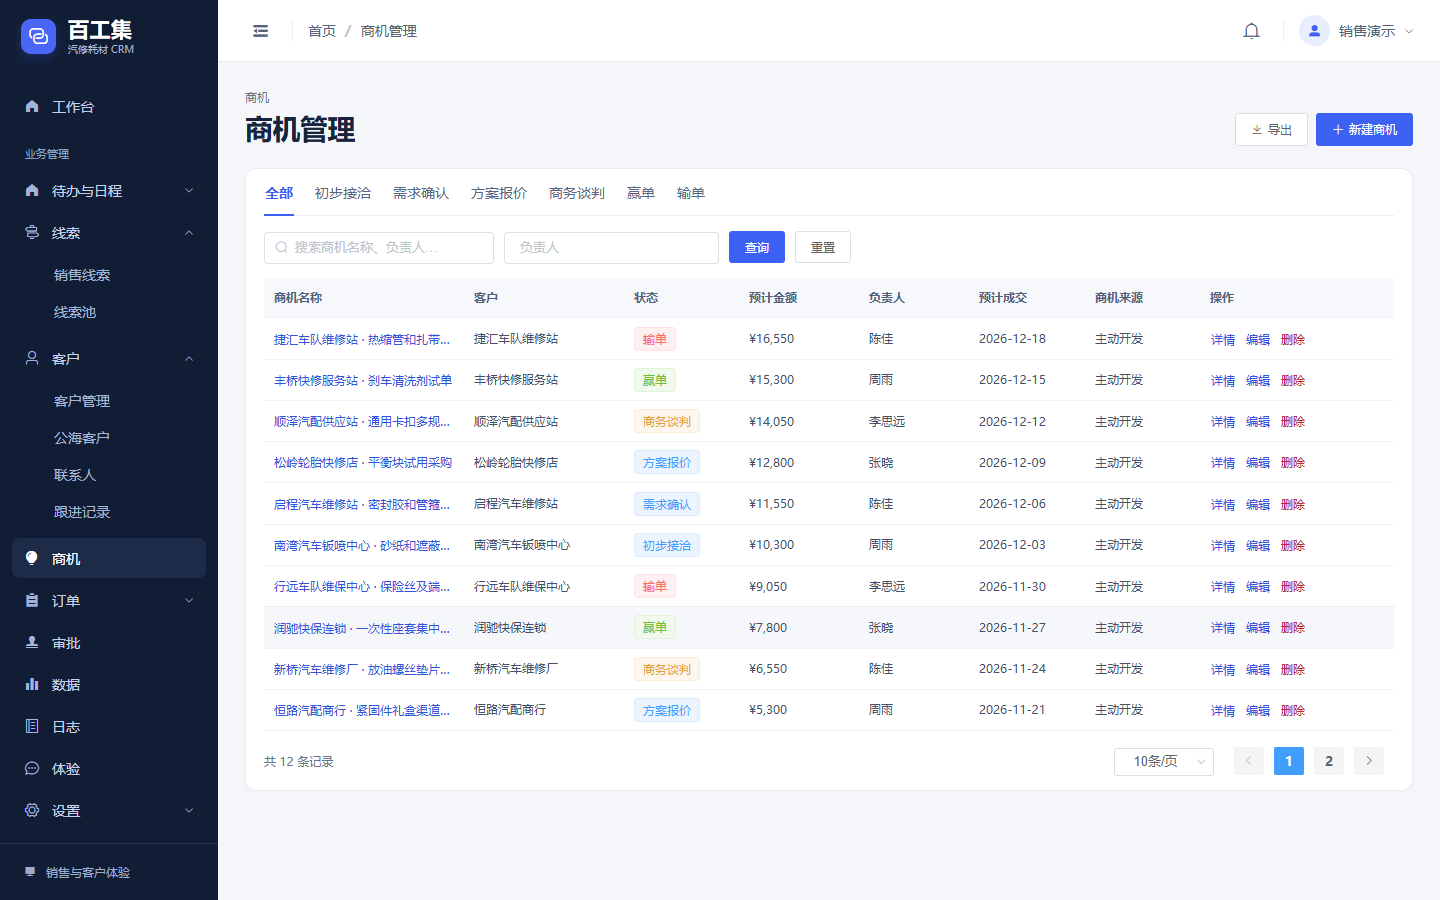 百工集
汽修耗材 CRM
工作台
业务管理
待办与日程
线索
销售线索
线索池
客户
客户管理
公海客户
联系人
跟进记录
商机
订单
审批
数据
日志
体验
设置
销售与客户体验
首页 / 商机管理
销售演示
商机
商机管理
导出
新建商机
全部 初步接洽 需求确认 方案报价 商务谈判 赢单 输单
搜索商机名称、负责人... 负责人 查询 重置
商机名称 客户 状态 预计金额 负责人 预计成交 商机来源 操作
捷汇车队维修站 · 热缩管和扎带... 捷汇车队维修站 输单 ¥16,550 陈佳 2026-12-18 主动开发 详情 编辑 删除
丰桥快修服务站 · 刹车清洗剂试单 丰桥快修服务站 赢单 ¥15,300 周雨 2026-12-15 主动开发 详情 编辑 删除
顺泽汽配供应站 · 通用卡扣多规... 顺泽汽配供应站 商务谈判 ¥14,050 李思远 2026-12-12 主动开发 详情 编辑 删除
松岭轮胎快修店 · 平衡块试用采购 松岭轮胎快修店 方案报价 ¥12,800 张晓 2026-12-09 主动开发 详情 编辑 删除
启程汽车维修站 · 密封胶和管箍... 启程汽车维修站 需求确认 ¥11,550 陈佳 2026-12-06 主动开发 详情 编辑 删除
南湾汽车钣喷中心 · 砂纸和遮蔽... 南湾汽车钣喷中心 初步接洽 ¥10,300 周雨 2026-12-03 主动开发 详情 编辑 删除
行远车队维保中心 · 保险丝及端... 行远车队维保中心 输单 ¥9,050 李思远 2026-11-30 主动开发 详情 编辑 删除
润驰快保连锁 · 一次性座套集中... 润驰快保连锁 赢单 ¥7,800 张晓 2026-11-27 主动开发 详情 编辑 删除
新桥汽车维修厂 · 放油螺丝垫片... 新桥汽车维修厂 商务谈判 ¥6,550 陈佳 2026-11-24 主动开发 详情 编辑 删除
恒路汽配商行 · 紧固件礼盒渠道... 恒路汽配商行 方案报价 ¥5,300 周雨 2026-11-21 主动开发 详情 编辑 删除
共 12 条记录 10条/页 1 2